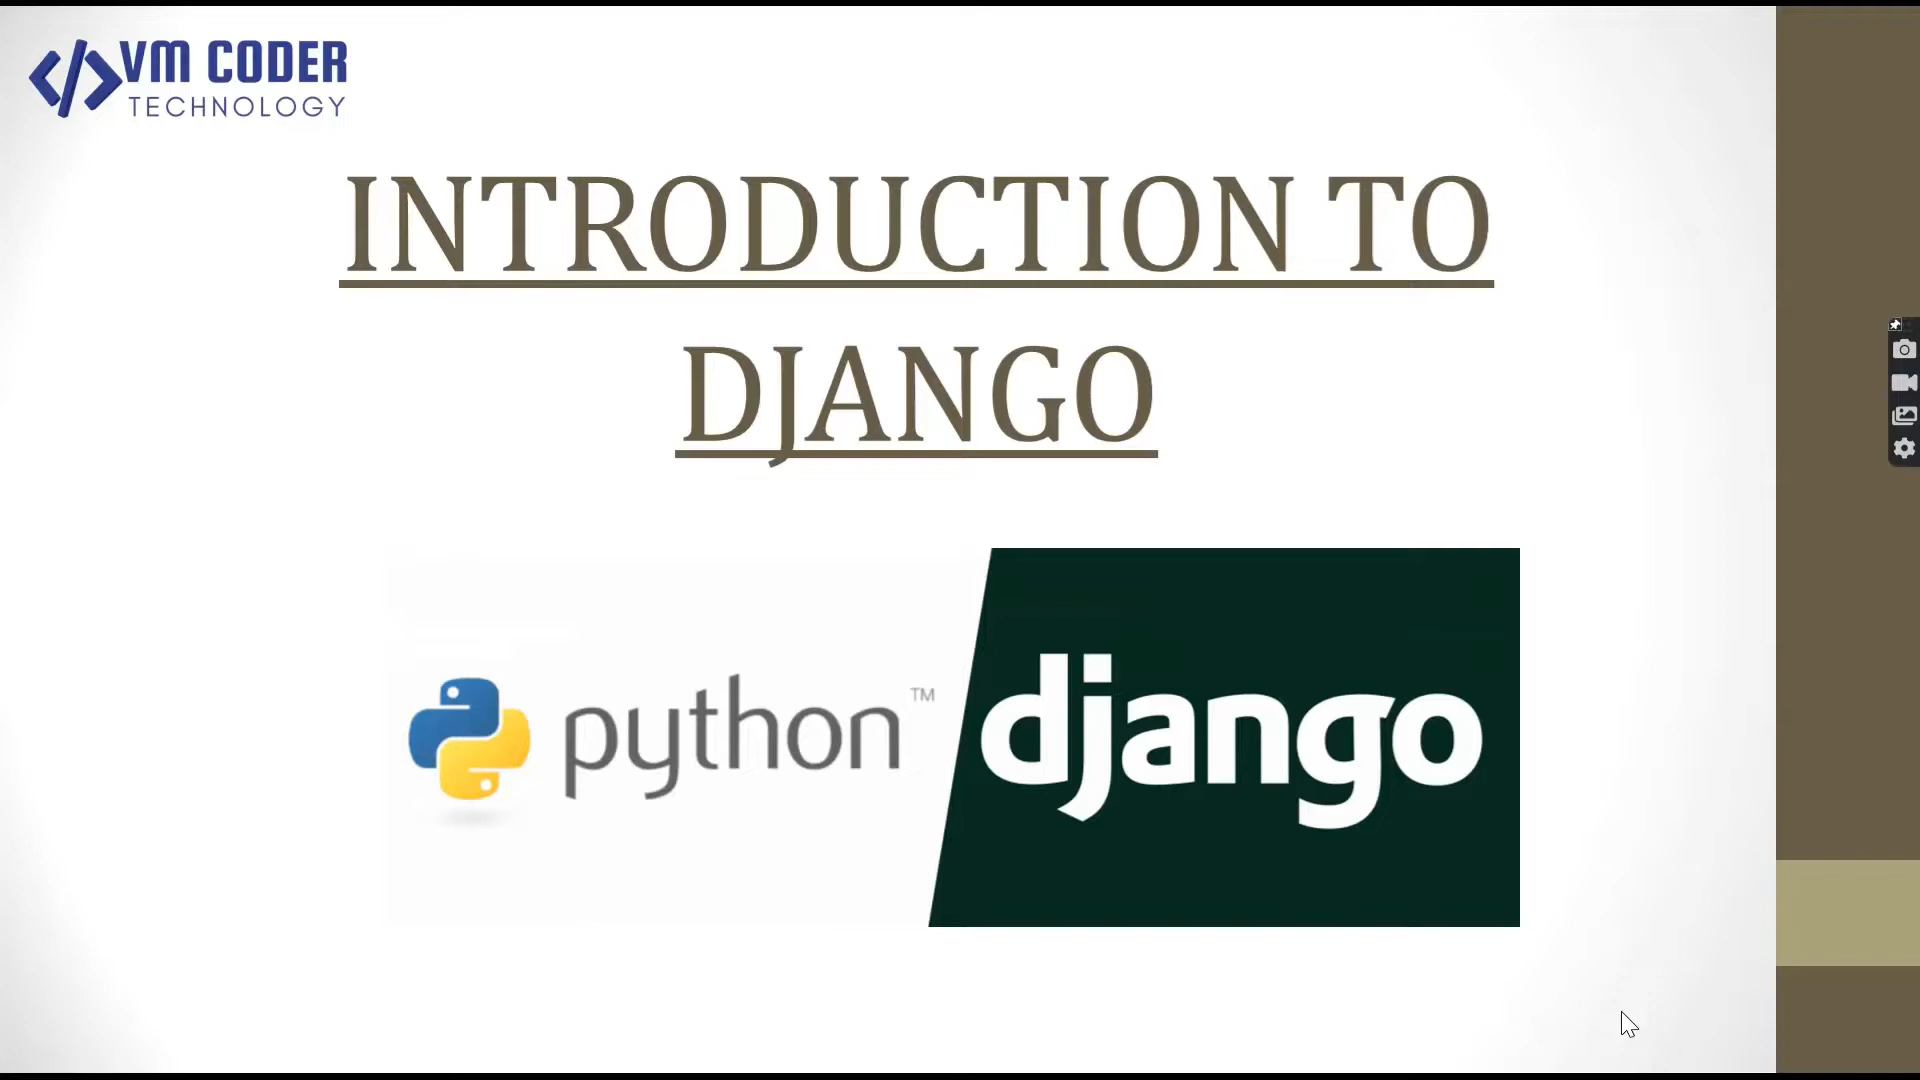 VM CODER
TECHNOLOGY
INTRODUCTION TO
DJANGO
python™
django